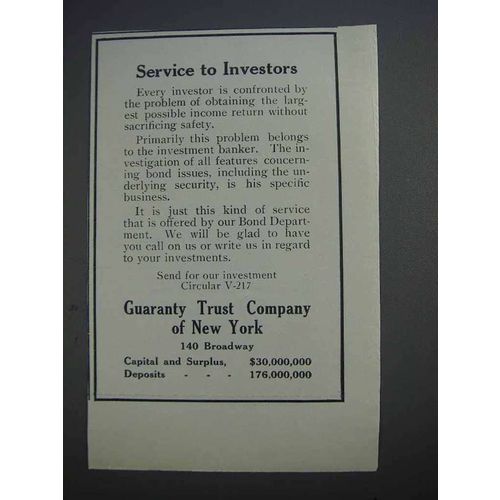 Service to Investors
Every investor is confronted by
the problem of obtaining the larg-
est possible income return without
sacrificing safety.
Primarily this problem belongs
to the investment banker. The in-
vestigation of all features concern-
ing bond issues, including the un-
derlying security, is his specific
business.
It is just this kind of service
that is offered by our Bond Depart-
ment. We will be glad to have
you call on us or write us in regard
to your investments.
Send for our investment
Circular V-217
Guaranty Trust Company
of New York
140 Broadway
Capital and Surplus, $30,000,000
Deposits - - - 176,000,000